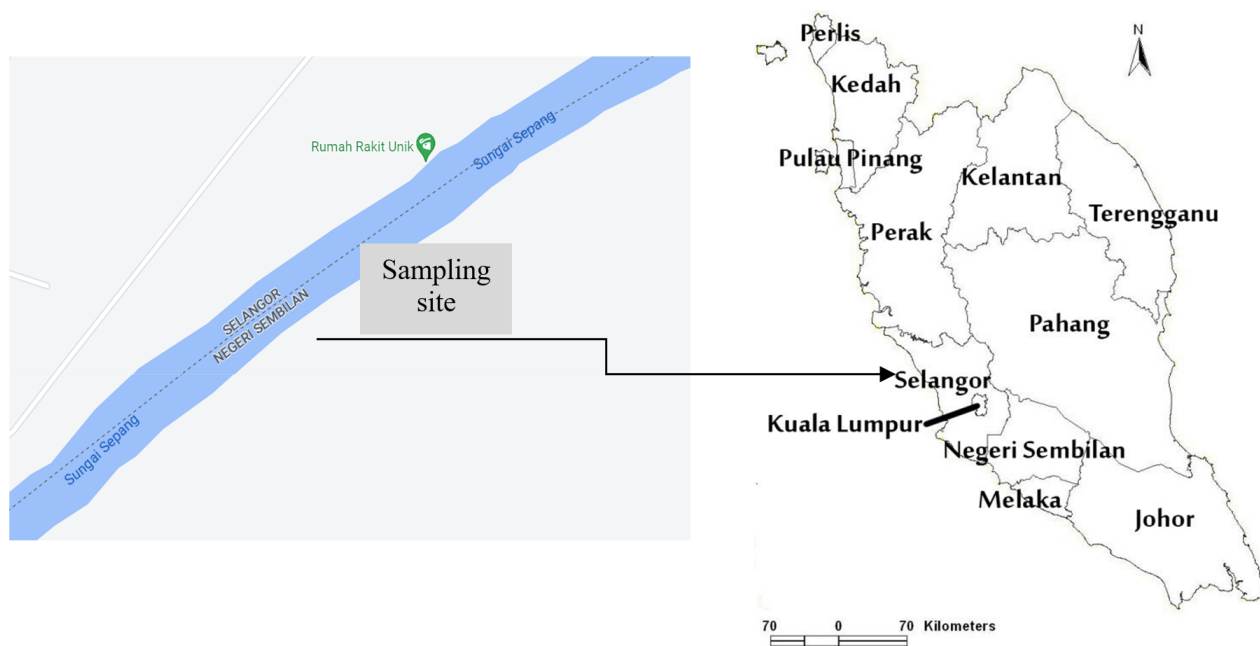 Rumah Rakit Unik
Sungai Sepang
Sampling
site
SELANGOR
NEGERI SEMBILAN
Sungai Sepang
N
Perlis
Kedah
Pulau Pinang
Kelantan
Terengganu
Perak
Pahang
Selangor
Kuala Lumpur
Negeri Sembilan
Melaka
Johor
70 0 70 Kilometers